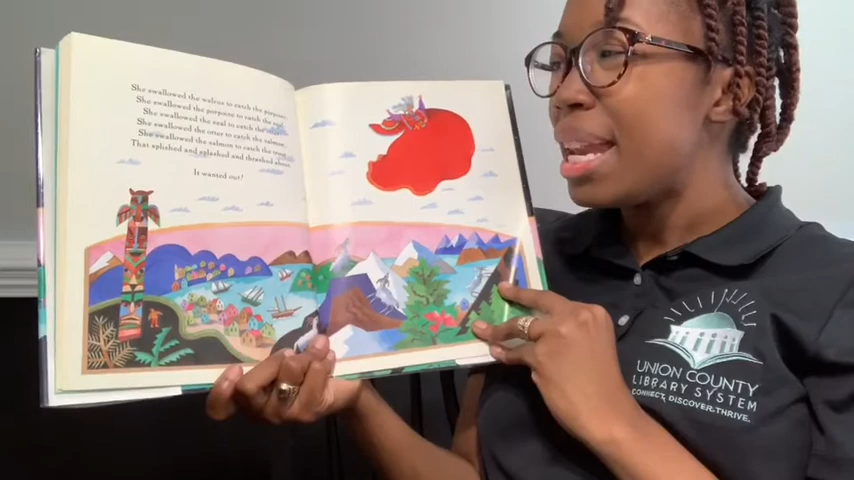 She swallowed the walrus to catch the porpoise.
She swallowed the porpoise to catch the seal.
She swallowed the seal to catch the otter.
She swallowed the otter to catch the salmon.
She swallowed the salmon to catch the trout,
That splished and splashed and thrashed about.
It wanted out!
UNION COUNTY
LIBRARY SYSTEM
CONNECT. DISCOVER. THRIVE.